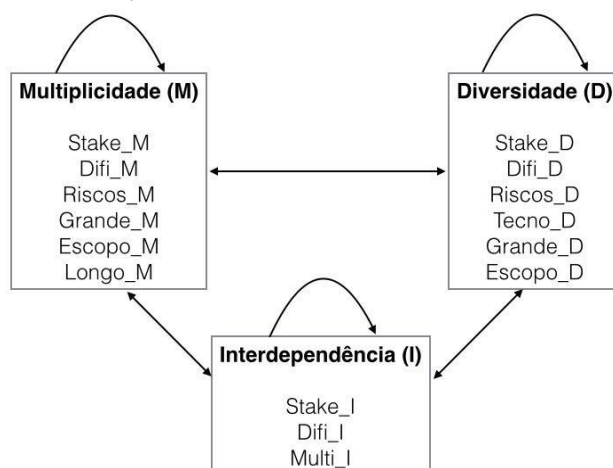 Multiplicidade (M)
Stake_M
Difi_M
Riscos_M
Grande_M
Escopo_M
Longo_M
Diversidade (D)
Stake_D
Difi_D
Riscos_D
Tecno_D
Grande_D
Escopo_D
Interdependência (I)
Stake_I
Difi_I
Multi_I